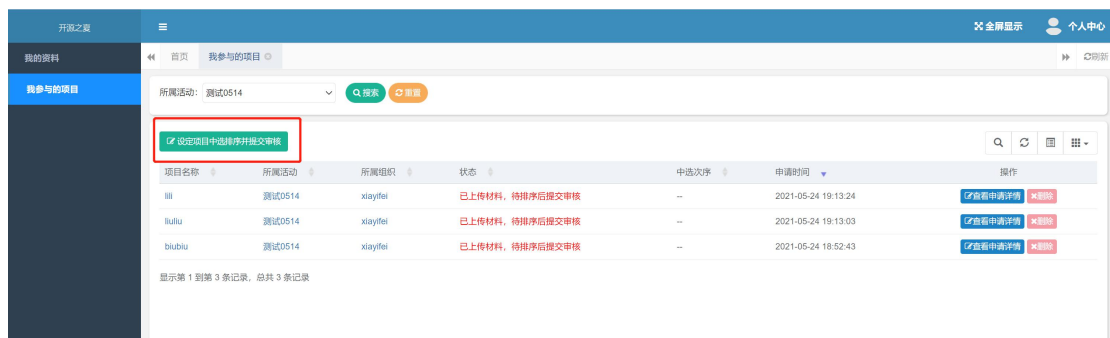 开源之夏
全屏显示 个人中心
我的资料
首页 我参与的项目
刷新
我参与的项目
所属活动: 测试0514 搜索 重置
设定项目中选排序并提交审核
项目名称 所属活动 所属组织 状态 中选次序 申请时间 操作
lili 测试0514 xiayifei 已上传材料，待排序后提交审核 -- 2021-05-24 19:13:24 查看申请详情 删除
liuliu 测试0514 xiayifei 已上传材料，待排序后提交审核 -- 2021-05-24 19:13:03 查看申请详情 删除
biubiu 测试0514 xiayifei 已上传材料，待排序后提交审核 -- 2021-05-24 18:52:43 查看申请详情 删除
显示第 1 到第 3 条记录，总共 3 条记录